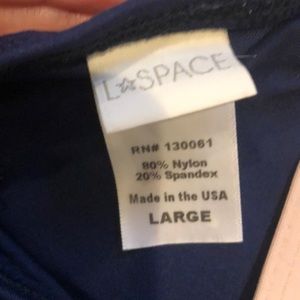 L☆SPACE
RN# 130061
80% Nylon
20% Spandex
Made in the USA
LARGE